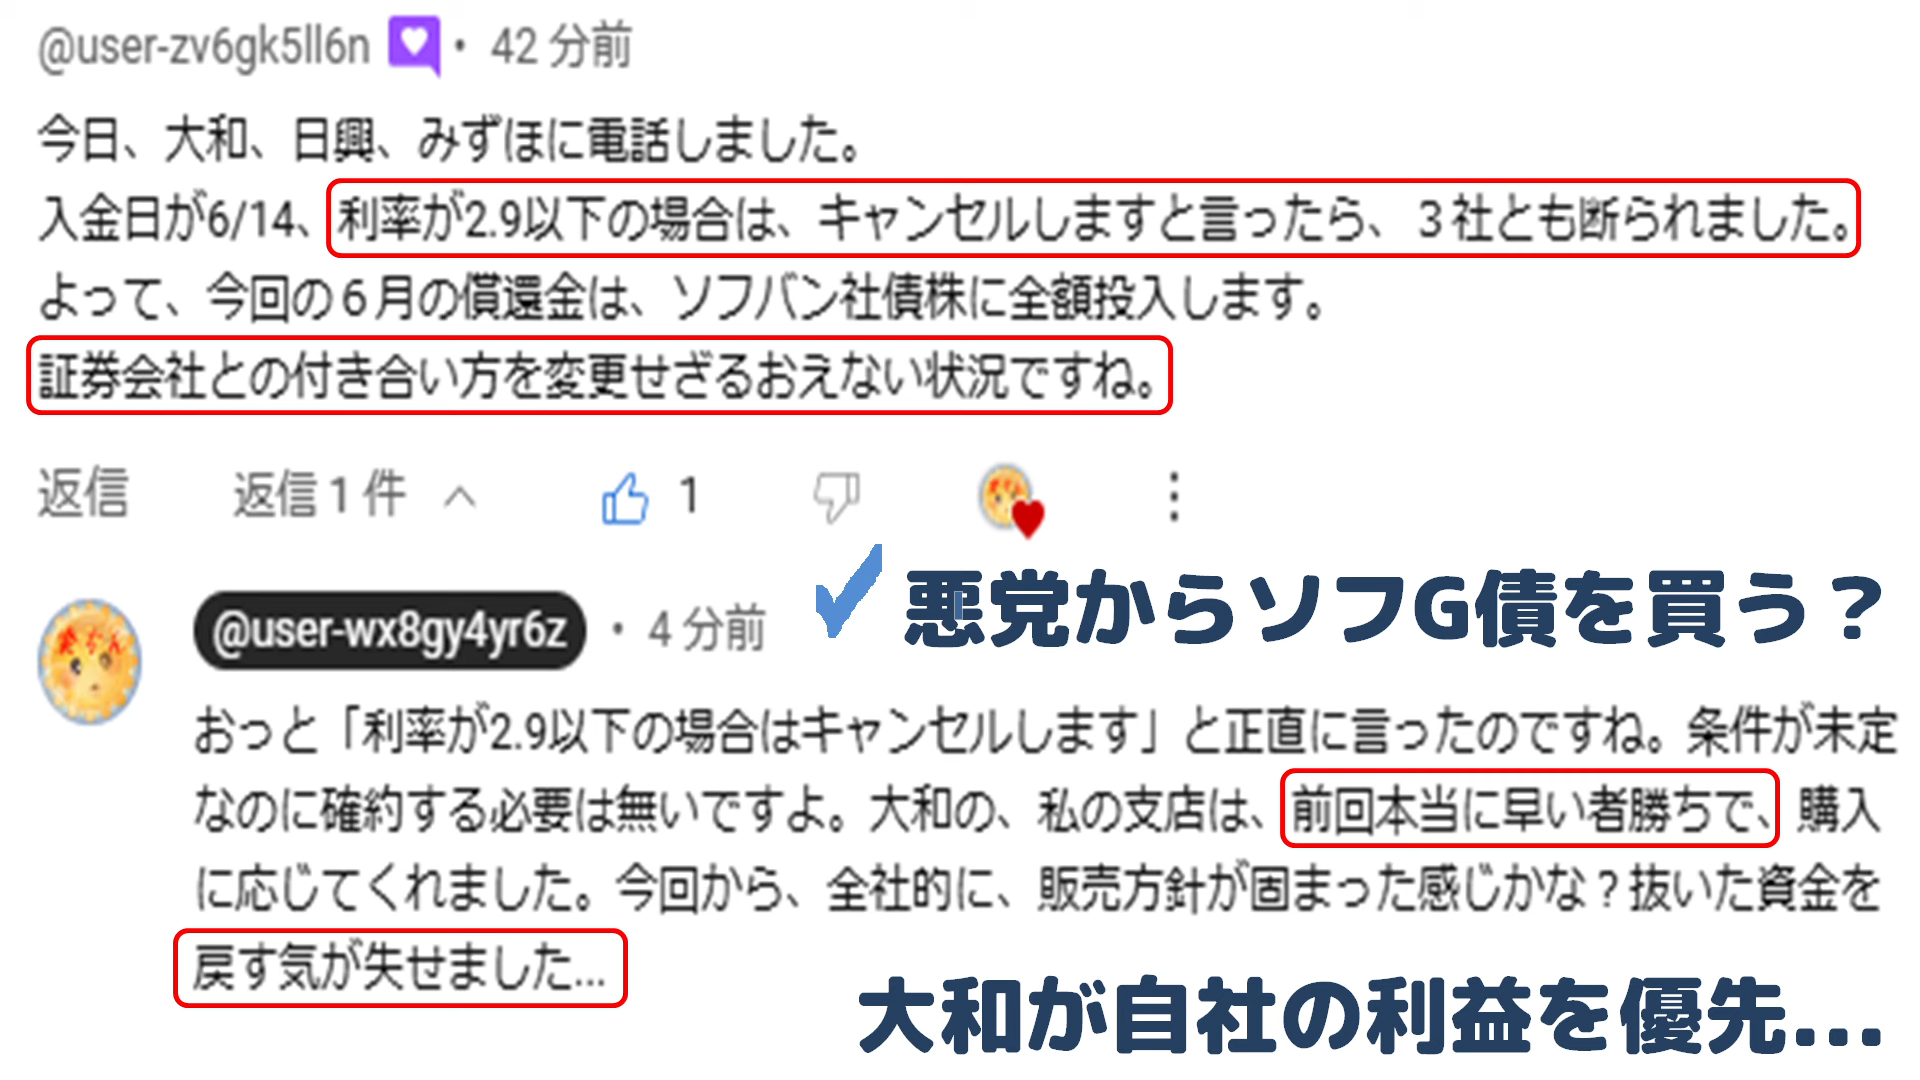 @user-zv6gk5ll6n • 42 分前
今日、大和、日興、みずほに電話しました。
入金日が6/14、利率が2.9以下の場合は、キャンセルしますと言ったら、３社とも断られました。
よって、今回の６月の償還金は、ソフバン社債株に全額投入します。
証券会社との付き合い方を変更せざるおえない状況ですね。
返信 返信 1 件 1
悪党からソフG債を買う？
@user-wx8gy4yr6z • 4 分前
おっと「利率が2.9以下の場合はキャンセルします」と正直に言ったのですね。条件が未定
なのに確約する必要は無いですよ。大和の、私の支店は、前回本当に早い者勝ちで、購入
に応じてくれました。今回から、全社的に、販売方針が固まった感じかな？抜いた資金を
戻す気が失せました...
大和が自社の利益を優先...